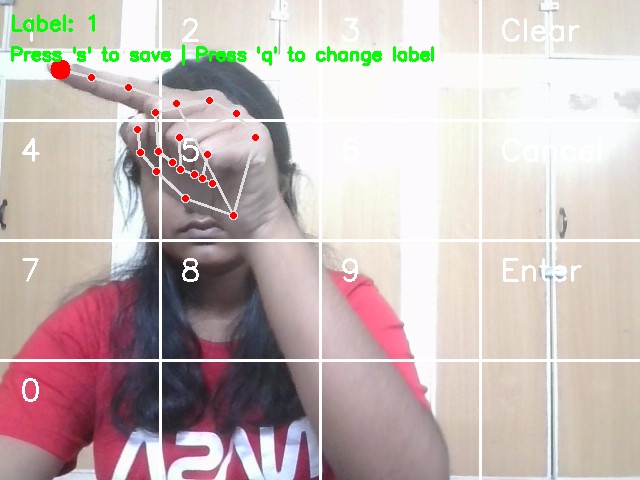 Label: 1
1 2 3 Clear
Press 's' to save | Press 'q' to change label
4 5 6 Cancel
7 8 9 Enter
0
NASA